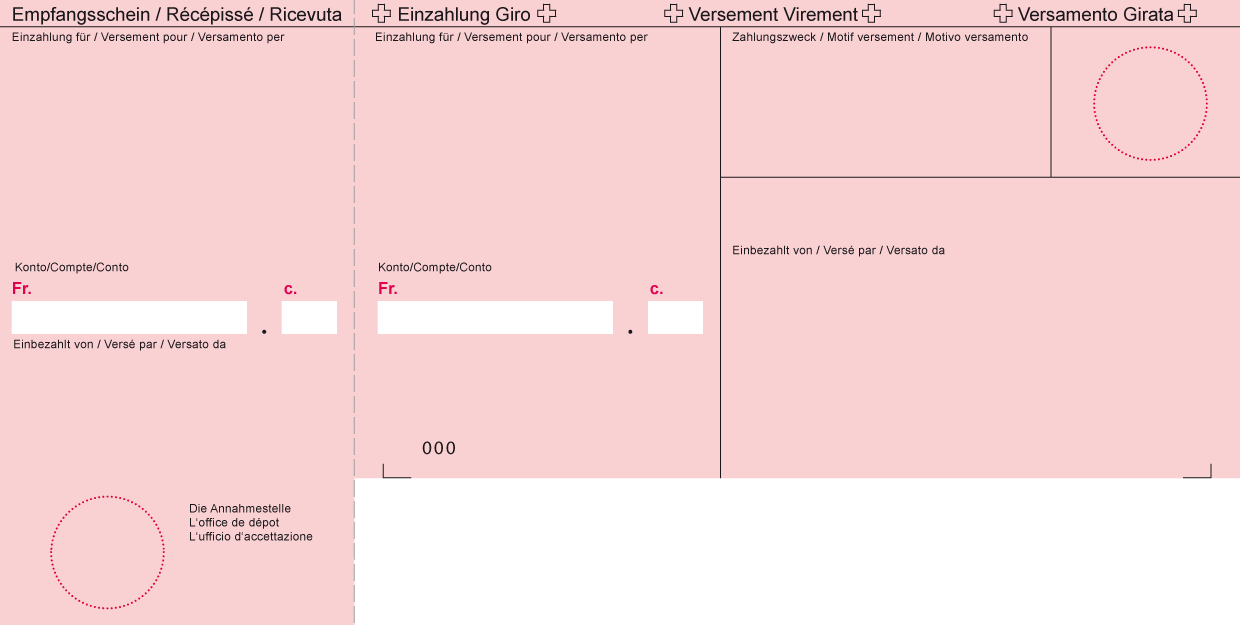 Empfangsschein / Récépissé / Ricevuta
Einzahlung für / Versement pour / Versamento per
Konto/Compte/Conto
Fr. c.
.
Einbezahlt von / Versé par / Versato da
Die Annahmestelle
L'office de dépôt
L'ufficio d'accettazione
Einzahlung Giro Versement Virement Versamento Girata
Einzahlung für / Versement pour / Versamento per
Konto/Compte/Conto
Fr. c.
.
000
Zahlungszweck / Motif versement / Motivo versamento
Einbezahlt von / Versé par / Versato da